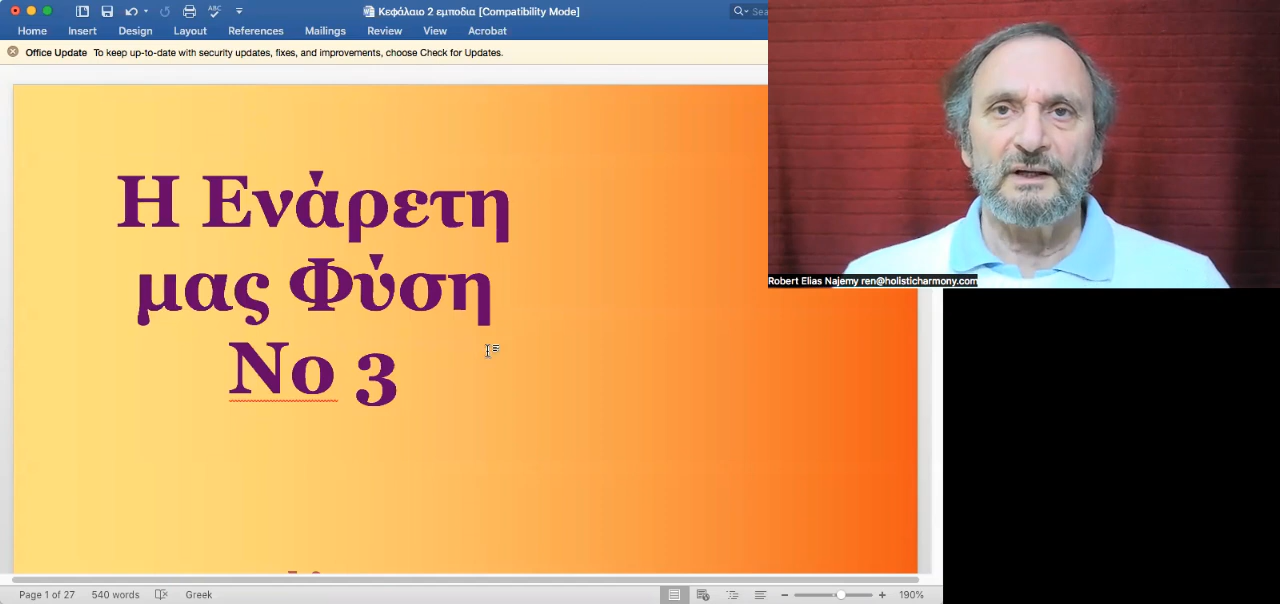 Κεφάλαιο 2 εμποδια [Compatibility Mode]
Home Insert Design Layout References Mailings Review View Acrobat
Office Update To keep up-to-date with security updates, fixes, and improvements, choose Check for Updates.
Η Ενάρετη
μας Φύση
Νο 3
Robert Elias Najemy ren@holisticharmony.com
Page 1 of 27 540 words Greek 190%